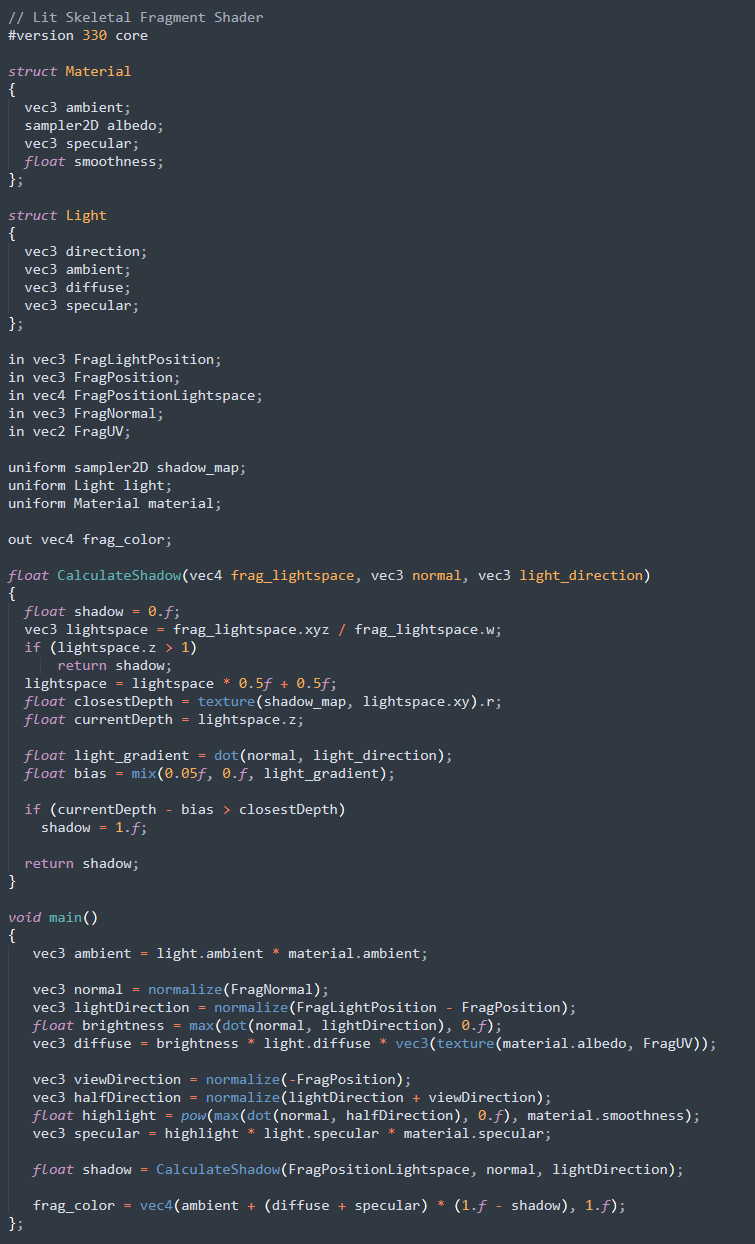 // Lit Skeletal Fragment Shader
#version 330 core

struct Material
{
  vec3 ambient;
  sampler2D albedo;
  vec3 specular;
  float smoothness;
};

struct Light
{
  vec3 direction;
  vec3 ambient;
  vec3 diffuse;
  vec3 specular;
};

in vec3 FragLightPosition;
in vec3 FragPosition;
in vec4 FragPositionLightspace;
in vec3 FragNormal;
in vec2 FragUV;

uniform sampler2D shadow_map;
uniform Light light;
uniform Material material;

out vec4 frag_color;

float CalculateShadow(vec4 frag_lightspace, vec3 normal, vec3 light_direction)
{
  float shadow = 0.f;
  vec3 lightspace = frag_lightspace.xyz / frag_lightspace.w;
  if (lightspace.z > 1)
      return shadow;
  lightspace = lightspace * 0.5f + 0.5f;
  float closestDepth = texture(shadow_map, lightspace.xy).r;
  float currentDepth = lightspace.z;

  float light_gradient = dot(normal, light_direction);
  float bias = mix(0.05f, 0.f, light_gradient);

  if (currentDepth - bias > closestDepth)
    shadow = 1.f;

  return shadow;
}

void main()
{
   vec3 ambient = light.ambient * material.ambient;

   vec3 normal = normalize(FragNormal);
   vec3 lightDirection = normalize(FragLightPosition - FragPosition);
   float brightness = max(dot(normal, lightDirection), 0.f);
   vec3 diffuse = brightness * light.diffuse * vec3(texture(material.albedo, FragUV));

   vec3 viewDirection = normalize(-FragPosition);
   vec3 halfDirection = normalize(lightDirection + viewDirection);
   float highlight = pow(max(dot(normal, halfDirection), 0.f), material.smoothness);
   vec3 specular = highlight * light.specular * material.specular;

   float shadow = CalculateShadow(FragPositionLightspace, normal, lightDirection);

   frag_color = vec4(ambient + (diffuse + specular) * (1.f - shadow), 1.f);
};